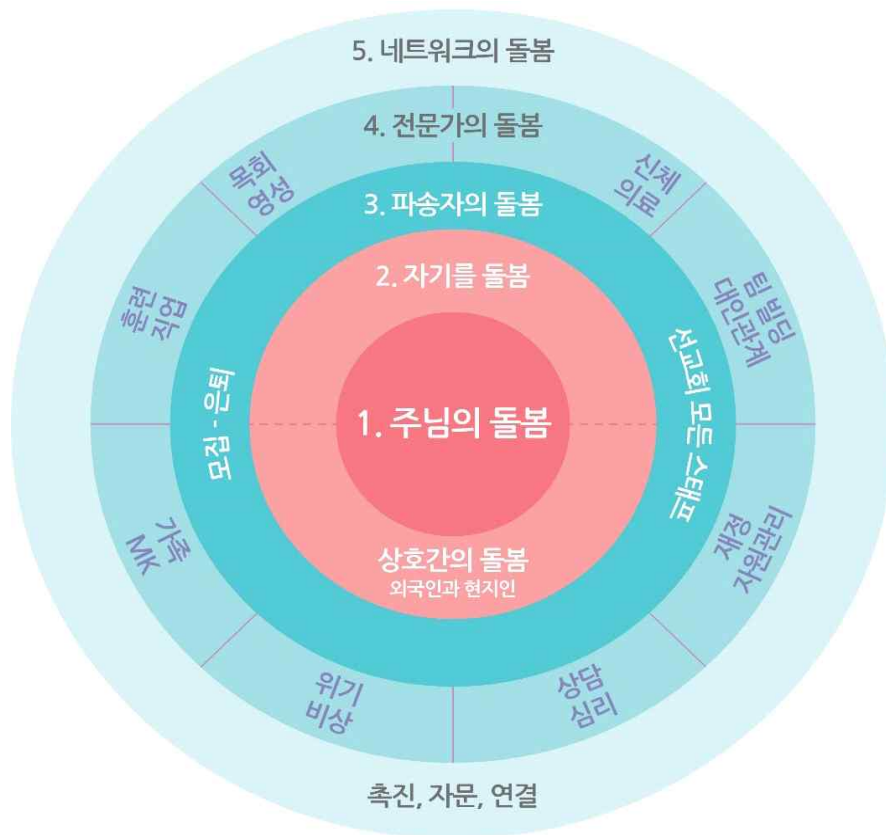 5. 네트워크의 돌봄
4. 전문가의 돌봄
목회
영성
신체
의료
3. 파송자의 돌봄
2. 자기를 돌봄
훈련
직업
팀 빌딩
대인관계
1. 주님의 돌봄
모집 - 은퇴
선교회 모든 스태프
상호간의 돌봄
외국인과 현지인
가족
MK
재정
자원관리
위기
비상
상담
심리
촉진, 자문, 연결